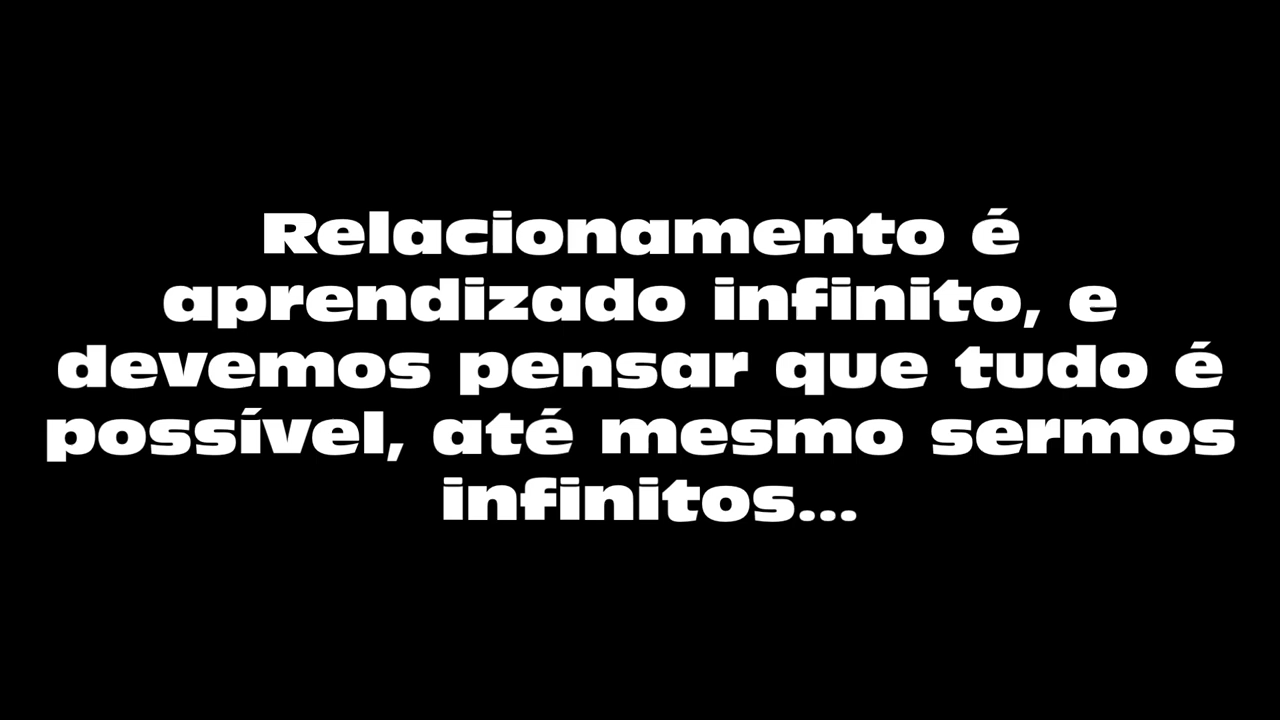 Relacionamento é
aprendizado infinito, e
devemos pensar que tudo é
possível, até mesmo sermos
infinitos...